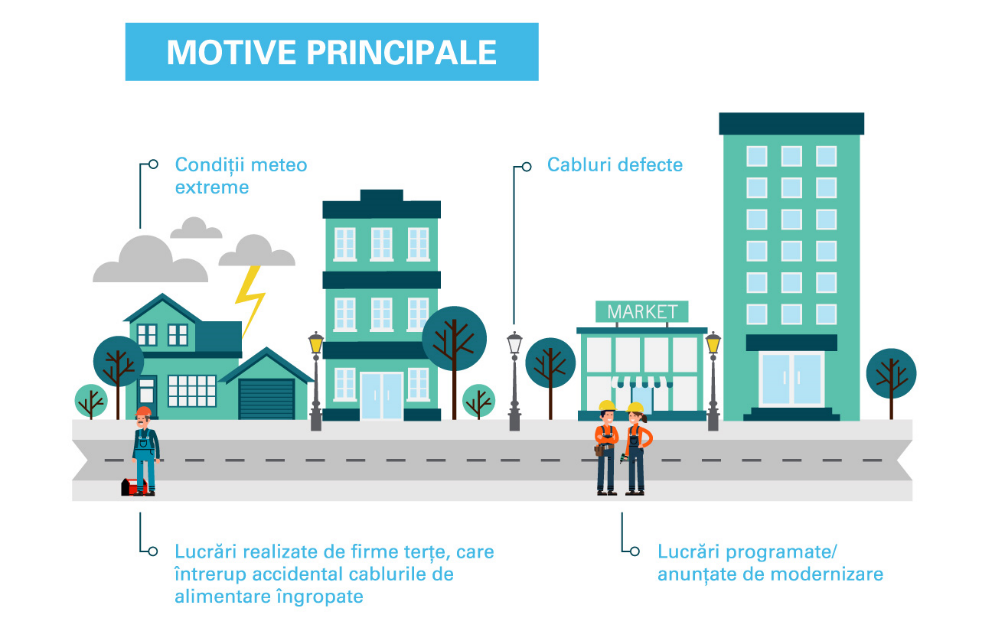 MOTIVE PRINCIPALE
Condiții meteo
extreme
Cabluri defecte
MARKET
Lucrări realizate de firme terțe, care
întrerup accidental cablurile de
alimentare îngropate
Lucrări programate/
anunțate de modernizare